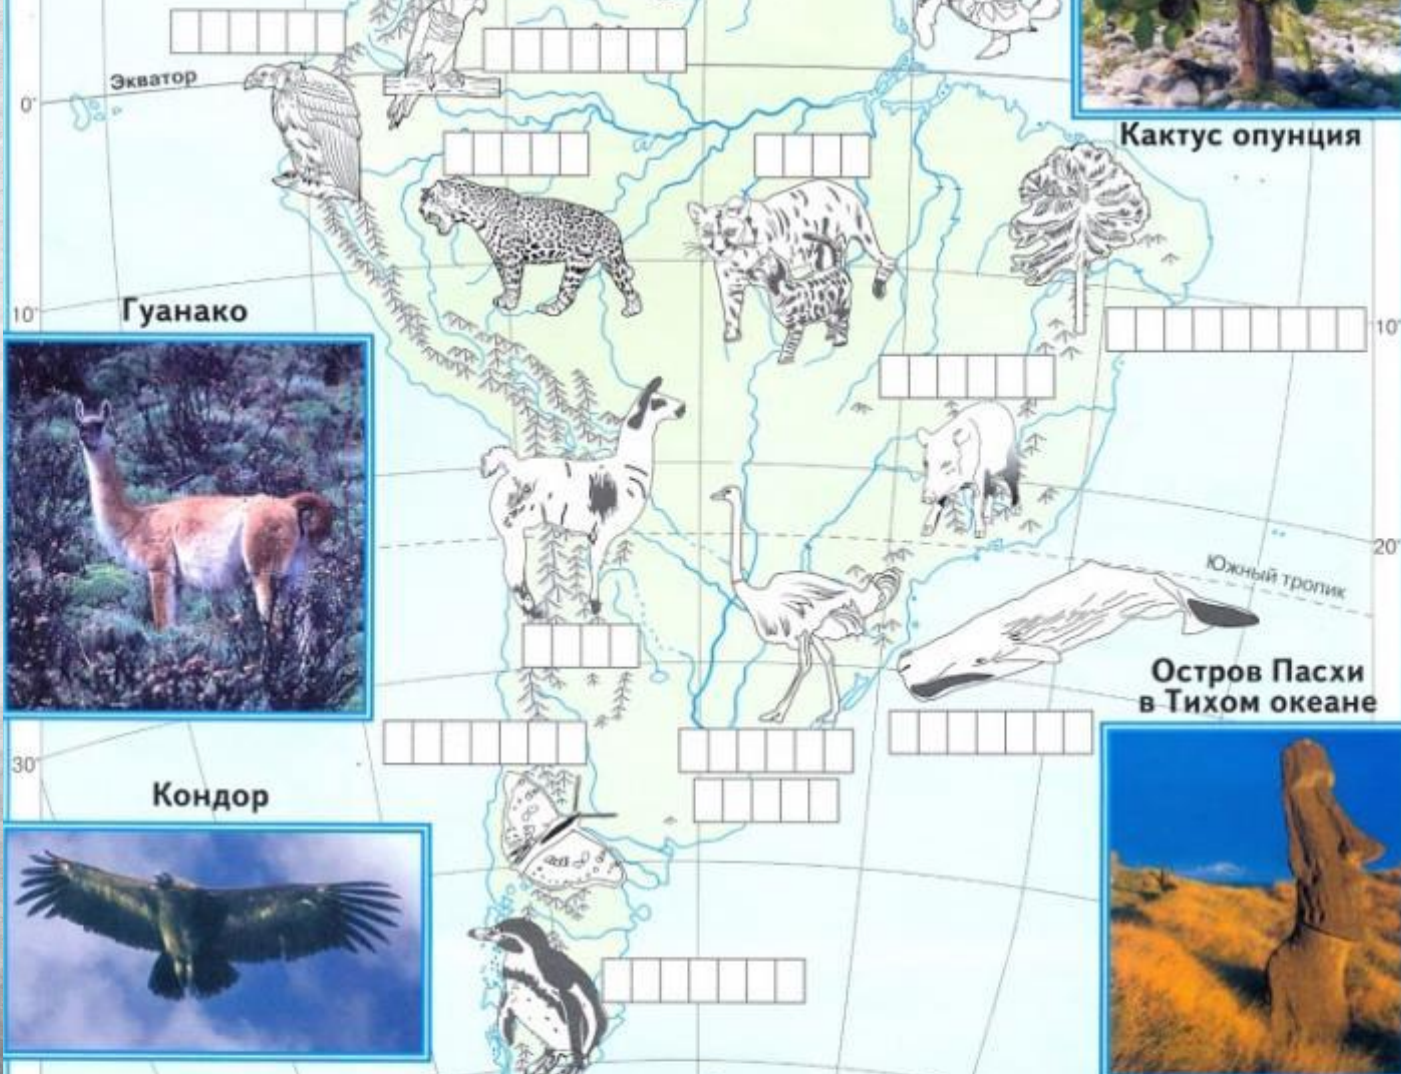 Экватор
0°
Кактус опунция
Гуанако
10°
10°
20°
Южный тропик
Остров Пасхи
в Тихом океане
30°
Кондор